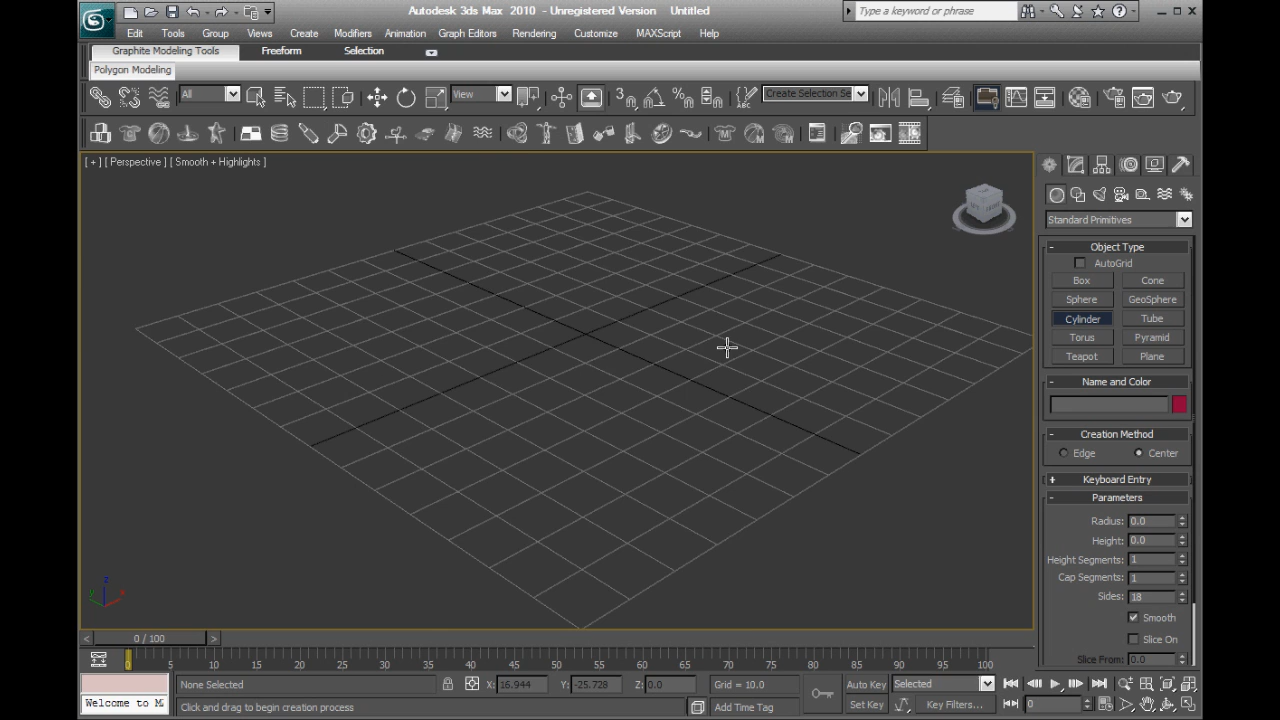 Autodesk 3ds Max 2010 - Unregistered Version Untitled
Type a keyword or phrase
Edit Tools Group Views Create Modifiers Animation Graph Editors Rendering Customize MAXScript Help
Graphite Modeling Tools Freeform Selection
Polygon Modeling
All View Create Selection Se
[ + ] [ Perspective ] [ Smooth + Highlights ]
Standard Primitives
- Object Type
AutoGrid
Box Cone
Sphere GeoSphere
Cylinder Tube
Torus Pyramid
Teapot Plane
- Name and Color
- Creation Method
Edge Center
+ Keyboard Entry
- Parameters
Radius: 0.0
Height: 0.0
Height Segments: 1
Cap Segments: 1
Sides: 18
Smooth
Slice On
Slice From: 0.0
z
y x
< 0 / 100 >
0 5 10 15 20 25 30 35 40 45 50 55 60 65 70 75 80 85 90 95 100
None Selected X: 16.944 Y: -25.728 Z: 0.0 Grid = 10.0 Auto Key Selected
Welcome to M Click and drag to begin creation process Add Time Tag Set Key Key Filters... 0